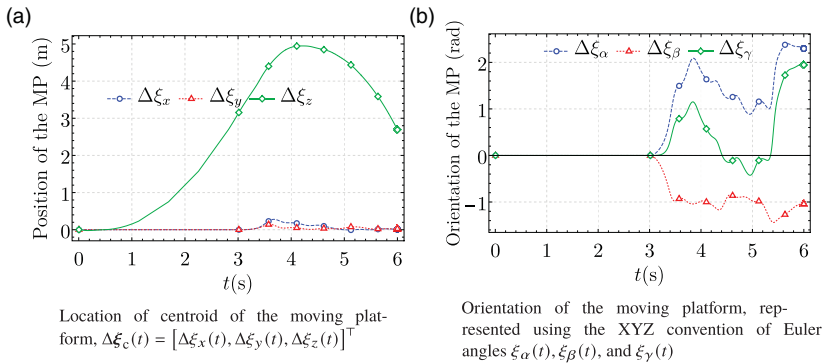 (a)
Position of the MP (m)
5
4
3
2
1
0
Δξx Δξy Δξz
0 1 2 3 4 5 6
t(s)
Location of centroid of the moving plat-
form, Δξc(t) = [Δξx(t), Δξy(t), Δξz(t)]⊤
(b)
Orientation of the MP (rad)
2
1
0
−1
Δξα Δξβ Δξγ
0 1 2 3 4 5 6
t(s)
Orientation of the moving platform, rep-
resented using the XYZ convention of Euler
angles ξα(t), ξβ(t), and ξγ(t)